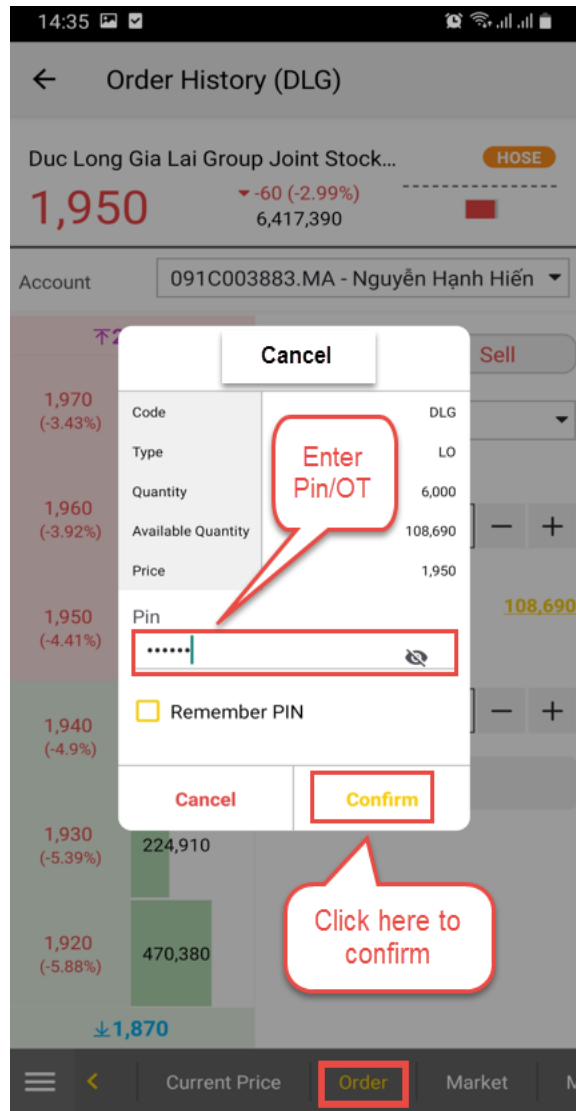 14:35
Order History (DLG)
Duc Long Gia Lai Group Joint Stock...
HOSE
1,950
-60 (-2.99%)
6,417,390
Account
091C003883.MA - Nguyễn Hạnh Hiến
Sell
1,970
(-3.43%)
1,960
(-3.92%)
1,950
(-4.41%)
1,940
(-4.9%)
1,930
(-5.39%)
224,910
1,920
(-5.88%)
470,380
1,870
108,690
Cancel
Code DLG
Type LO
Quantity 6,000
Available Quantity 108,690
Price 1,950
Enter
Pin/OT
Pin
••••••
Remember PIN
Cancel Confirm
Click here to
confirm
Current Price Order Market